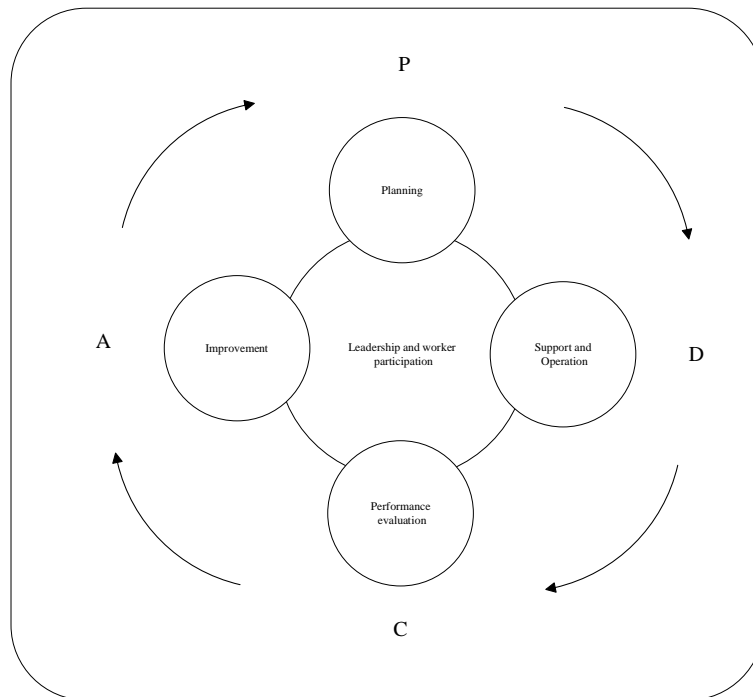 P
Planning
A
Improvement
Leadership and worker
participation
Support and
Operation
D
Performance
evaluation
C